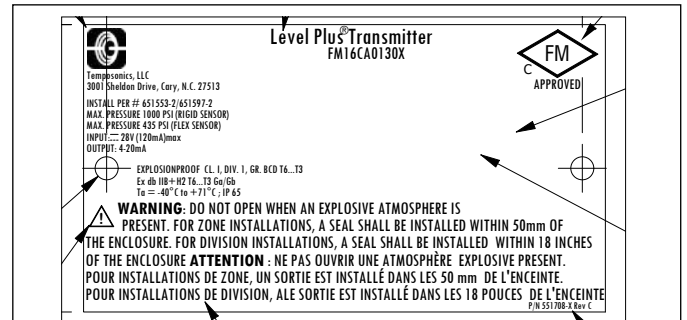 Level Plus® Transmitter
FM16CA0130X
FM
C
APPROVED
Temposonics, LLC
3001 Sheldon Drive, Cary, N.C. 27513
INSTALL PER # 651553-2/651597-2
MAX. PRESSURE 1000 PSI (RIGID SENSOR)
MAX. PRESSURE 435 PSI (FLEX SENSOR)
INPUT: ⎓ 28V (120mA)max
OUTPUT: 4-20mA
EXPLOSIONPROOF CL. I, DIV. 1, GR. BCD T6...T3
Ex db IIB+H2 T6...T3 Ga/Gb
Ta = -40°C to +71°C ; IP 65
WARNING: DO NOT OPEN WHEN AN EXPLOSIVE ATMOSPHERE IS
PRESENT. FOR ZONE INSTALLATIONS, A SEAL SHALL BE INSTALLED WITHIN 50mm OF
THE ENCLOSURE. FOR DIVISION INSTALLATIONS, A SEAL SHALL BE INSTALLED WITHIN 18 INCHES
OF THE ENCLOSURE ATTENTION : NE PAS OUVRIR UNE ATMOSPHÈRE EXPLOSIVE PRESENT.
POUR INSTALLATIONS DE ZONE, UN SORTIE EST INSTALLÉ DANS LES 50 mm DE L'ENCEINTE.
POUR INSTALLATIONS DE DIVISION, ALE SORTIE EST INSTALLÉ DANS LES 18 POUCES DE L'ENCEINTE
P/N 551708-X Rev C